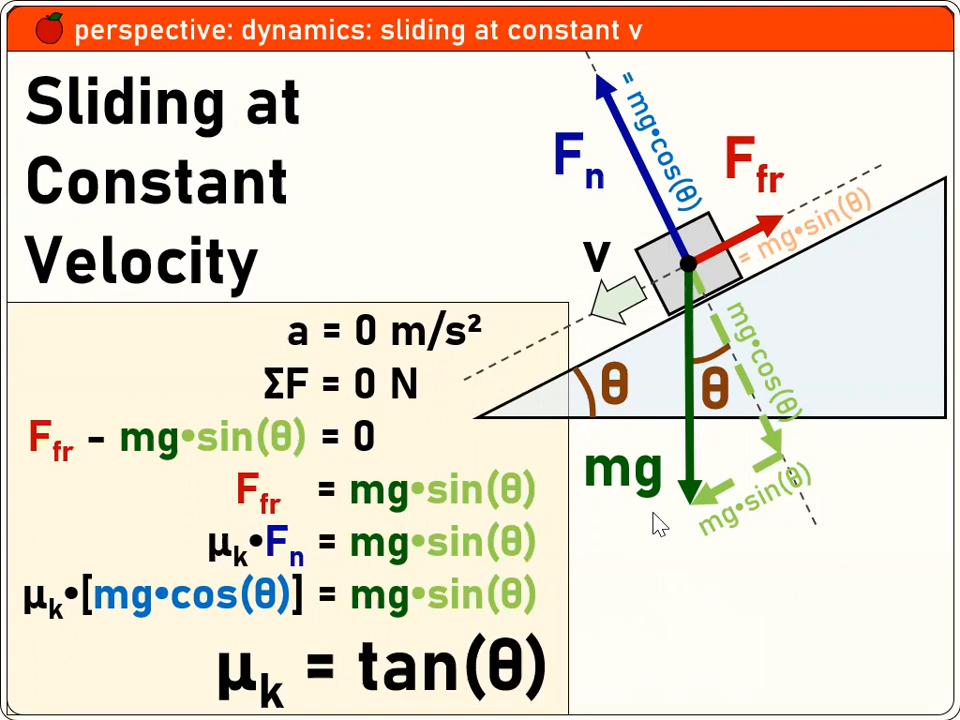 perspective: dynamics: sliding at constant v
Sliding at
Constant
Velocity
a = 0 m/s²
ΣF = 0 N
Ffr - mg•sin(θ) = 0
Ffr = mg•sin(θ)
μk•Fn = mg•sin(θ)
μk•[mg•cos(θ)] = mg•sin(θ)
μk = tan(θ)
Fn
= mg•cos(θ)
Ffr
= mg•sin(θ)
v
θ
θ
mg•cos(θ)
mg
mg•sin(θ)